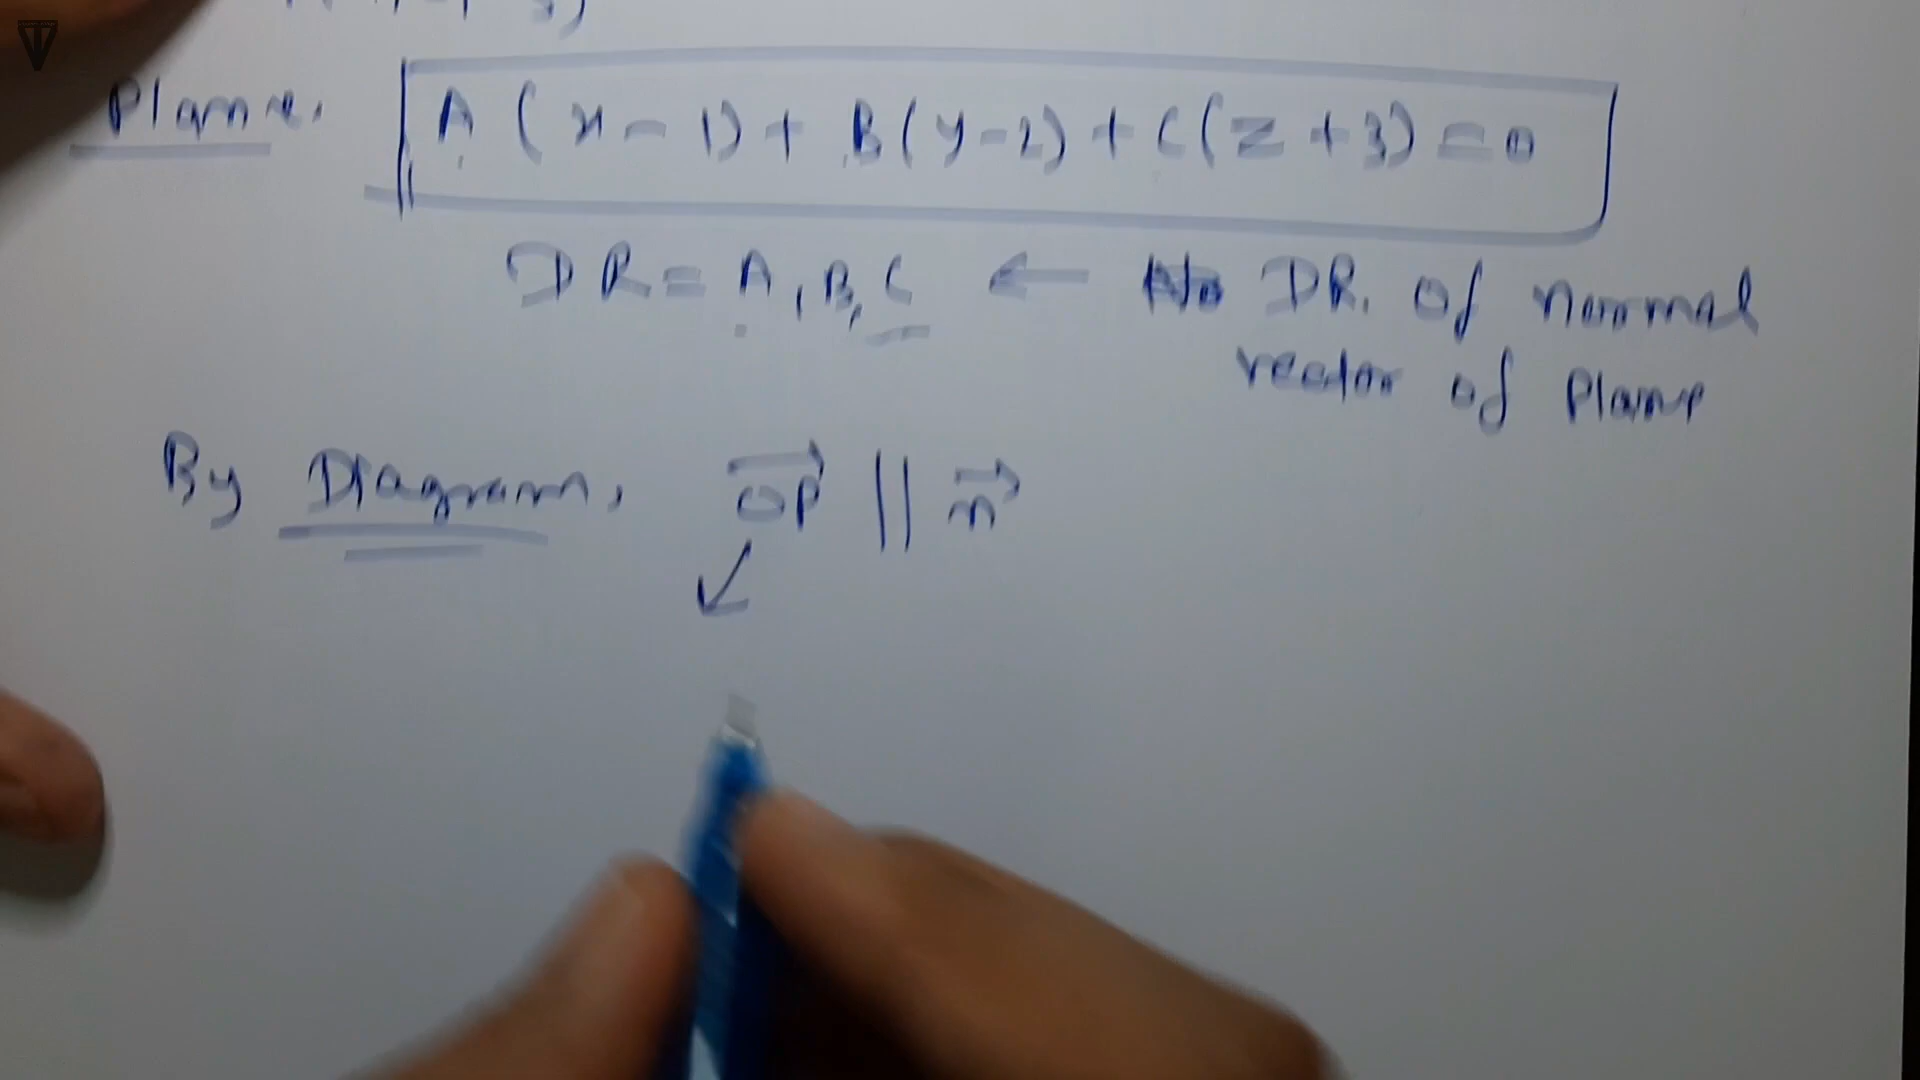 Plane, A(x-1)+B(y-2)+C(z+3)=0
DR = A, B, C ← DR. of normal
vector of Plane
By Diagram, OP || n